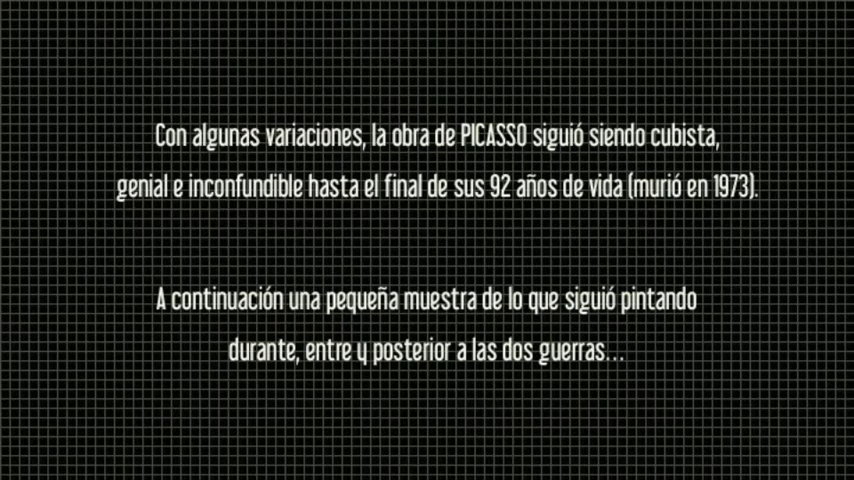 Con algunas variaciones, la obra de PICASSO siguió siendo cubista,
genial e inconfundible hasta el final de sus 92 años de vida (murió en 1973).
A continuación una pequeña muestra de lo que siguió pintando
durante, entre y posterior a las dos guerras...